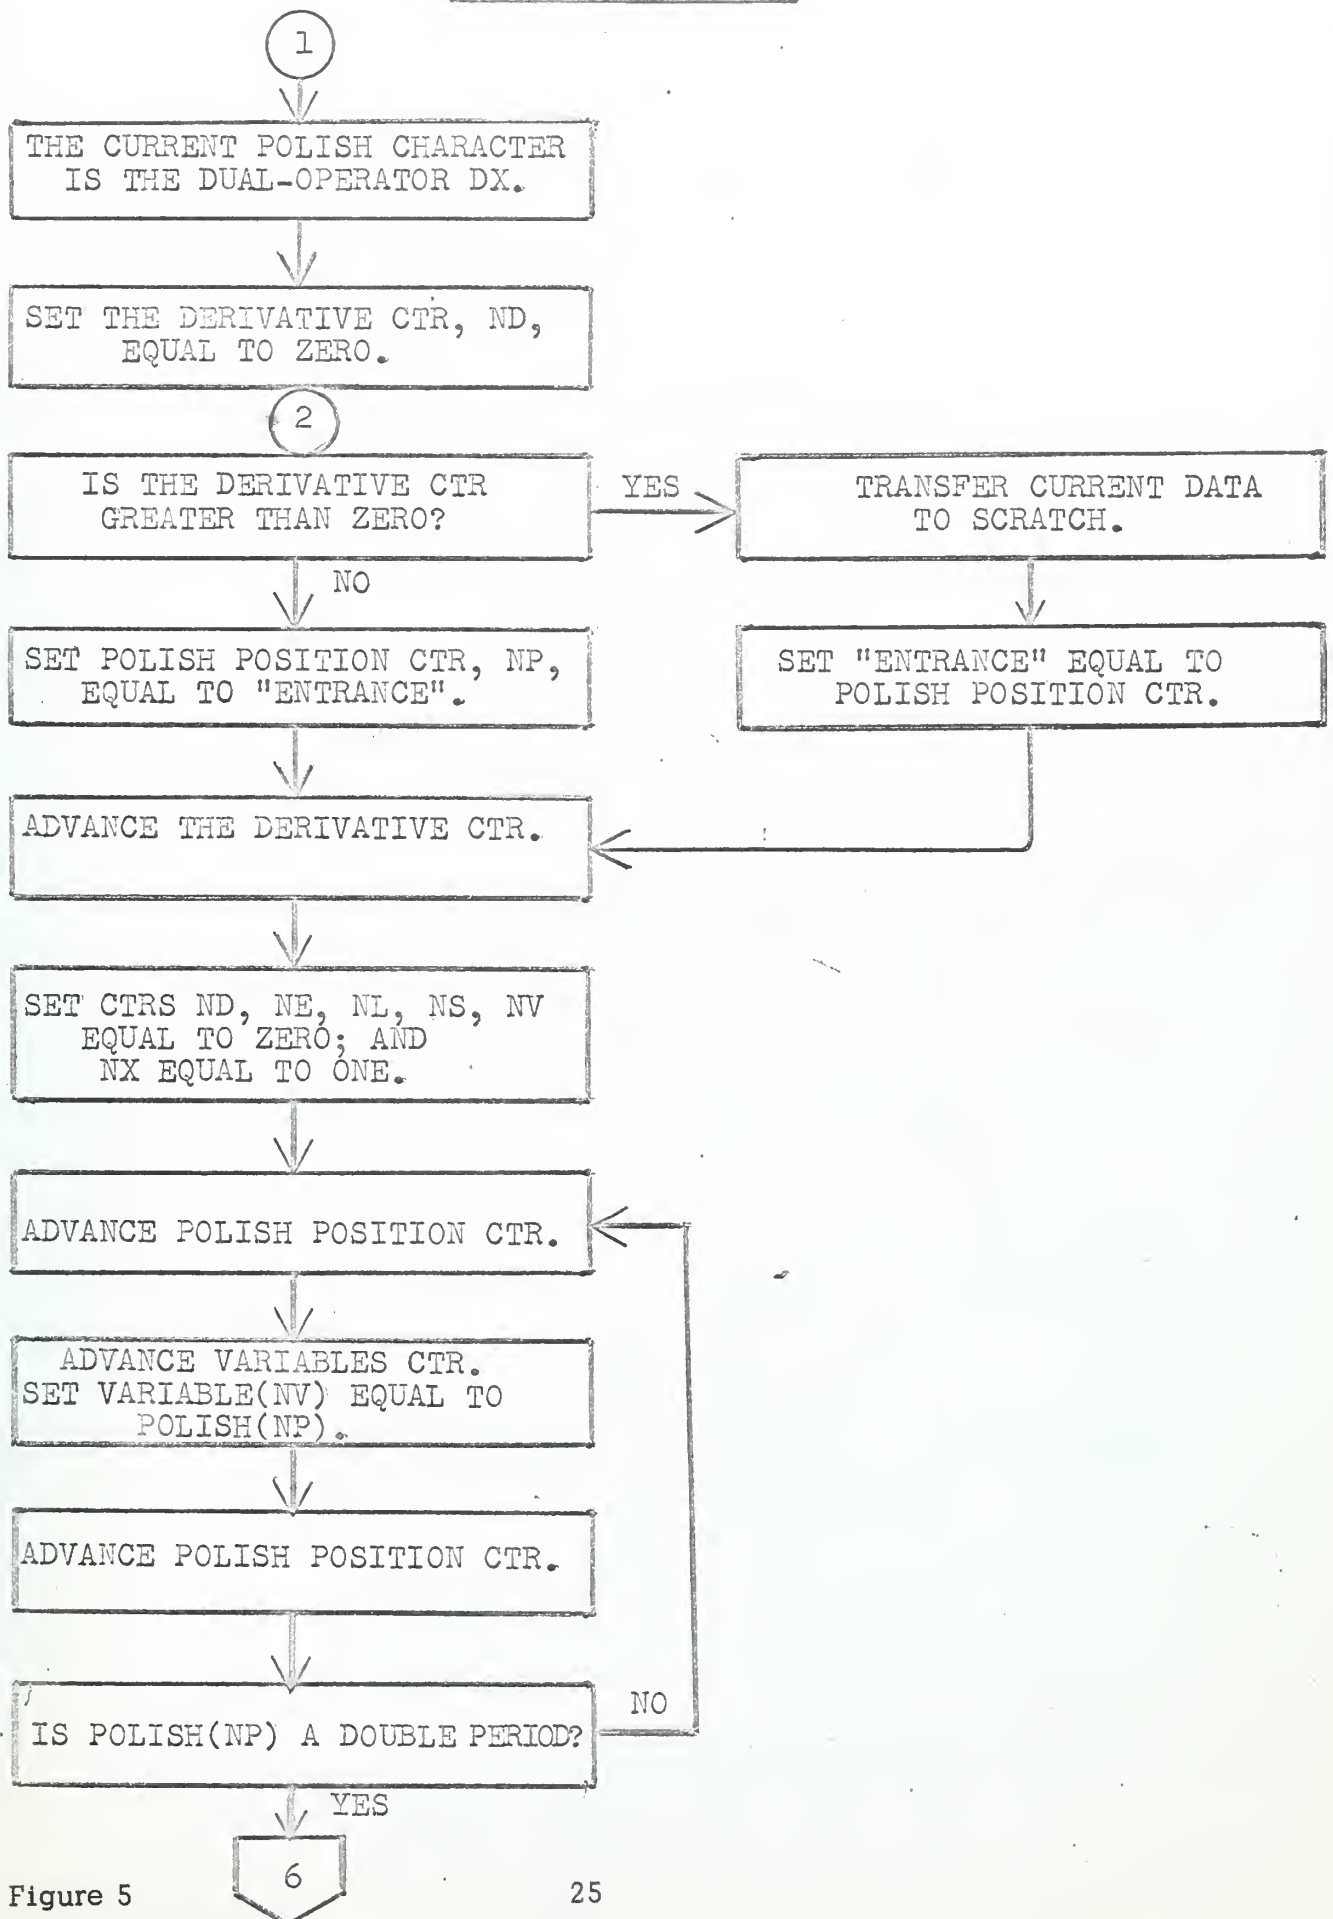 1
THE CURRENT POLISH CHARACTER
IS THE DUAL-OPERATOR DX.
SET THE DERIVATIVE CTR, ND,
EQUAL TO ZERO.
2
IS THE DERIVATIVE CTR
GREATER THAN ZERO?
YES
TRANSFER CURRENT DATA
TO SCRATCH.
NO
SET POLISH POSITION CTR, NP,
EQUAL TO "ENTRANCE".
SET "ENTRANCE" EQUAL TO
POLISH POSITION CTR.
ADVANCE THE DERIVATIVE CTR.
SET CTRS ND, NE, NL, NS, NV
EQUAL TO ZERO; AND
NX EQUAL TO ONE.
ADVANCE POLISH POSITION CTR.
ADVANCE VARIABLES CTR.
SET VARIABLE(NV) EQUAL TO
POLISH(NP).
ADVANCE POLISH POSITION CTR.
IS POLISH(NP) A DOUBLE PERIOD?
NO
YES
6
Figure 5
25